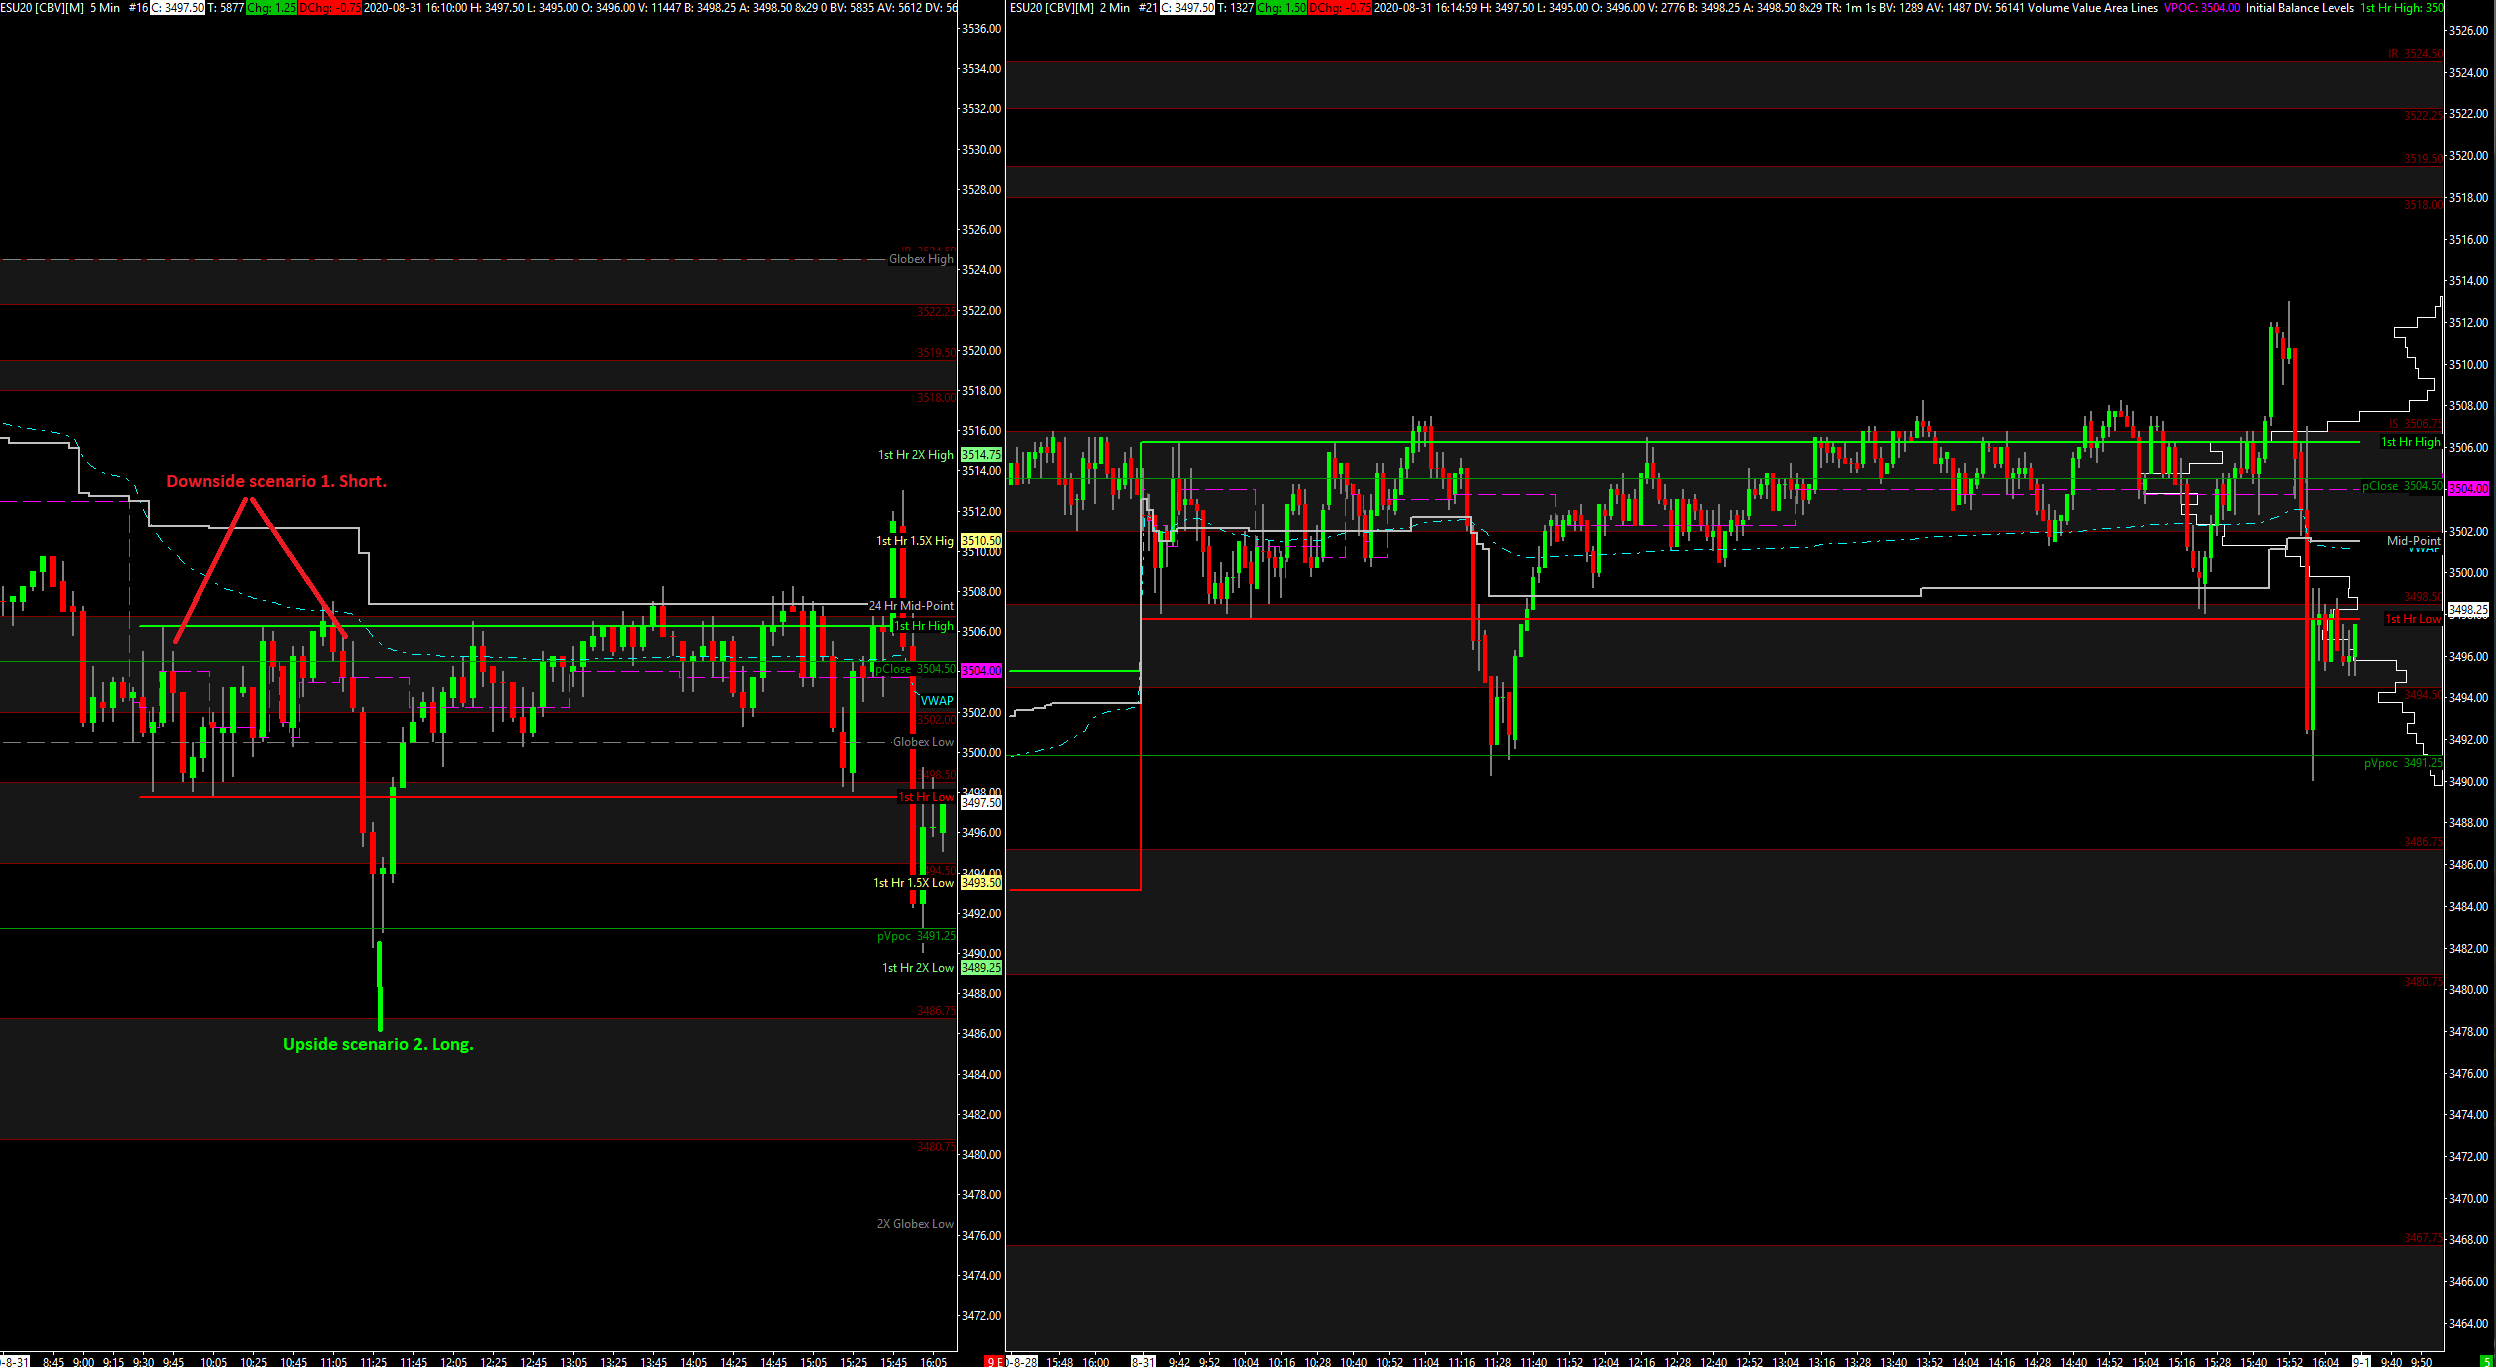 ESU20 [CBV][M] 5 Min #16 C: 3497.50 T: 5877 Chg: 1.25 DChg: -0.75 2020-08-31 16:10:00 H: 3497.50 L: 3495.00 O: 3496.00 V: 11447 B: 3498.25 A: 3498.50 8x29 0 BV: 5835 AV: 5612 DV: 56
3536.00
3534.00
3532.00
3530.00
3528.00
3526.00
Globex High
3524.00
3522.25
3522.00
3519.50
3520.00
3518.00
3518.00
3516.00
1st Hr 2X High 3514.75
3514.00
Downside scenario 1. Short.
3512.00
1st Hr 1.5X Hig 3510.50
3510.00
3508.00
24 Hr Mid-Point
1st Hr High
3506.00
pClose 3504.50 3504.00
VWAP
3502.00
3502.00
Globex Low
3500.00
3498.50
3498.00
1st Hr Low
3497.50
3496.00
3494.00
1st Hr 1.5X Low 3493.50
3492.00
pVpoc 3491.25
3490.00
1st Hr 2X Low 3489.25
3488.00
3486.75
3486.00
Upside scenario 2. Long.
3484.00
3482.00
3480.75
3480.00
3478.00
2X Globex Low
3476.00
3474.00
3472.00
-8-31 8:45 9:00 9:15 9:30 9:45 10:05 10:25 10:45 11:05 11:25 11:45 12:05 12:25 12:45 13:05 13:25 13:45 14:05 14:25 14:45 15:05 15:25 15:45 16:05 9 E
ESU20 [CBV][M] 2 Min #21 C: 3497.50 T: 1327 Chg: 1.50 DChg: -0.75 2020-08-31 16:14:59 H: 3497.50 L: 3495.00 O: 3496.00 V: 2776 B: 3498.25 A: 3498.50 8x29 TR: 1m 1s BV: 1289 AV: 1487 DV: 56141 Volume Value Area Lines VPOC: 3504.00 Initial Balance Levels 1st Hr High: 350
3526.00
IR 3524.50
3524.00
3522.25
3522.00
3519.50
3520.00
3518.00
3518.00
3516.00
3514.00
3512.00
3510.00
3508.00
IS 3506.75
1st Hr High
3506.00
pClose 3504.50 3504.00
3502.00
Mid-Point
VWAP
3500.00
3498.50
3498.25
1st Hr Low
3496.00
3494.50
3494.00
3492.00
pVpoc 3491.25
3490.00
3488.00
3486.75
3486.00
3484.00
3482.00
3480.75
3480.00
3478.00
3476.00
3474.00
3472.00
3470.00
3467.75
3468.00
3466.00
3464.00
-8-28 15:48 16:00 8-31 9:42 9:52 10:04 10:16 10:28 10:40 10:52 11:04 11:16 11:28 11:40 11:52 12:04 12:16 12:28 12:40 12:52 13:04 13:16 13:28 13:40 13:52 14:04 14:16 14:28 14:40 14:52 15:04 15:16 15:28 15:40 15:52 16:04 9-1 9:40 9:50 5